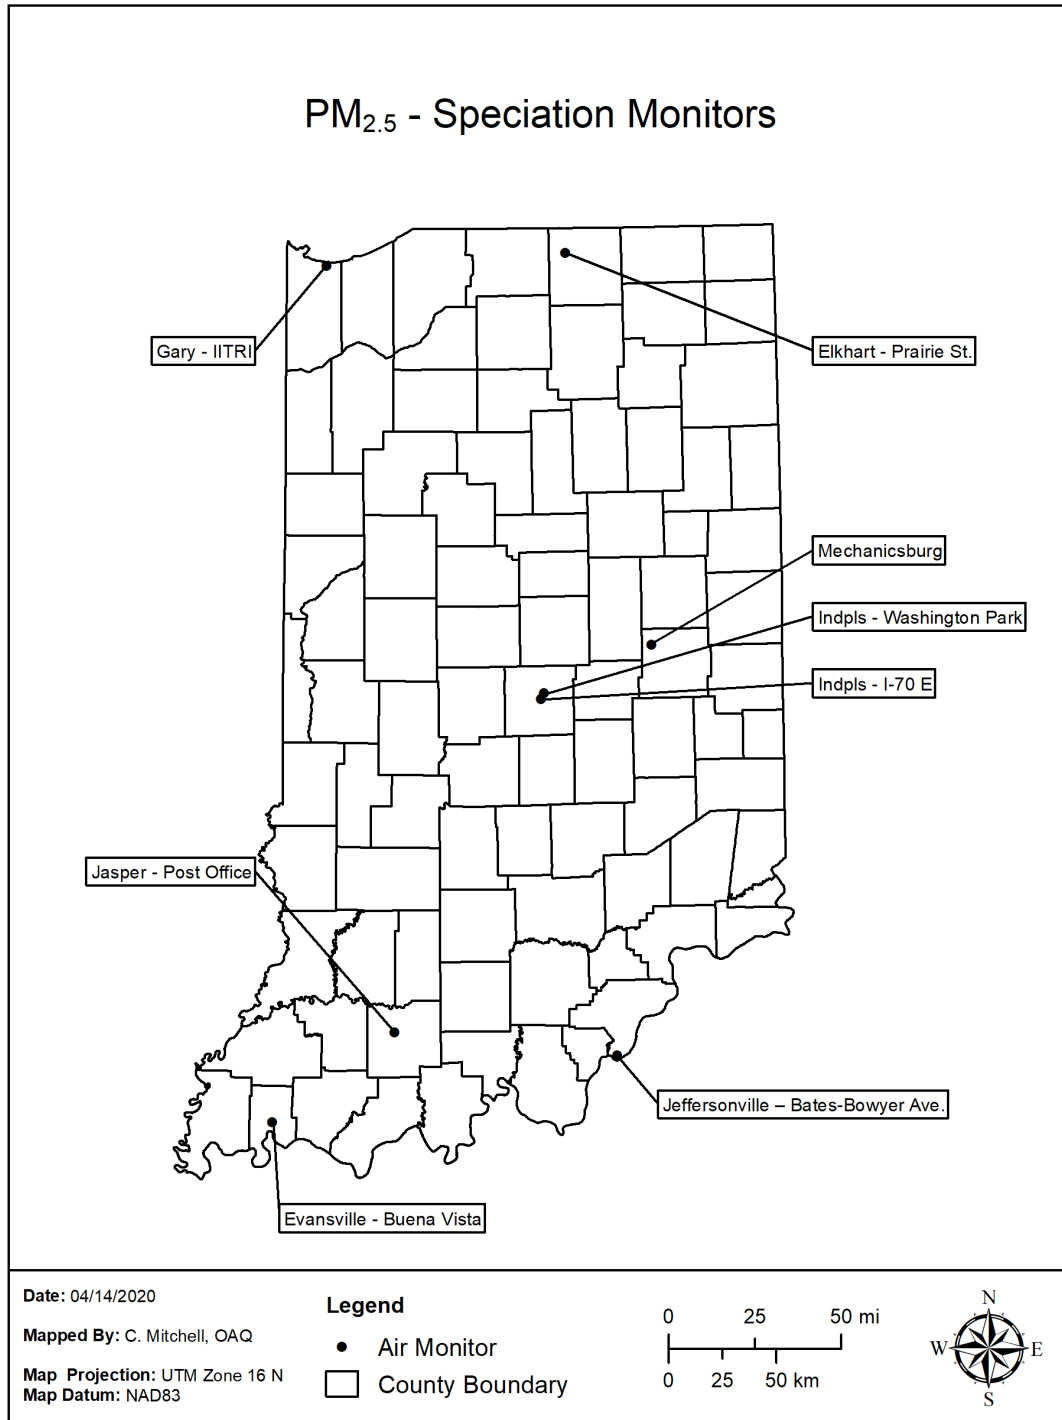 PM2.5 - Speciation Monitors
Gary - IITRI
Elkhart - Prairie St.
Mechanicsburg
Indpls - Washington Park
Indpls - I-70 E
Jasper - Post Office
Jeffersonville – Bates-Bowyer Ave.
Evansville - Buena Vista
Date: 04/14/2020
Mapped By: C. Mitchell, OAQ
Map Projection: UTM Zone 16 N
Map Datum: NAD83
Legend
Air Monitor
County Boundary
0 25 50 mi
0 25 50 km
N
W E
S